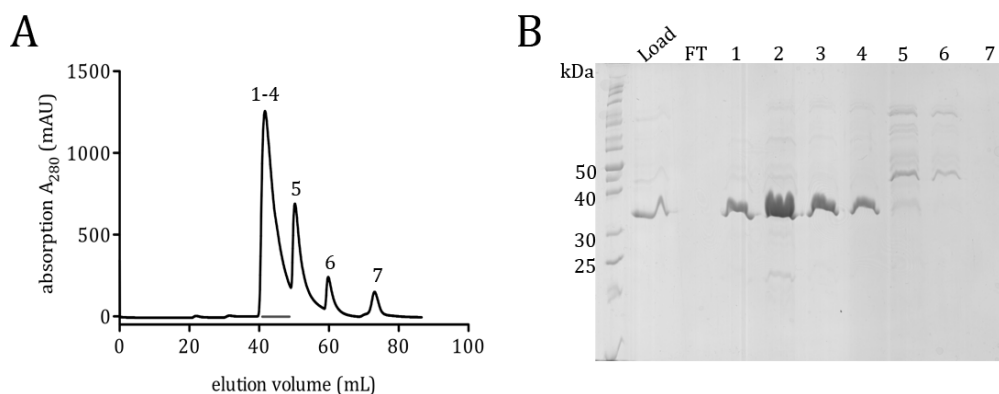 A
absorption A280 (mAU)
1500
1000
500
0
1-4
5
6
7
0 20 40 60 80 100
elution volume (mL)
B
kDa Load FT 1 2 3 4 5 6 7
50
40
30
25